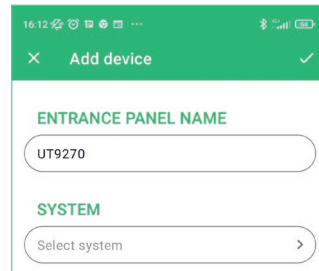 16:12
Add device
ENTRANCE PANEL NAME
UT9270
SYSTEM
Select system